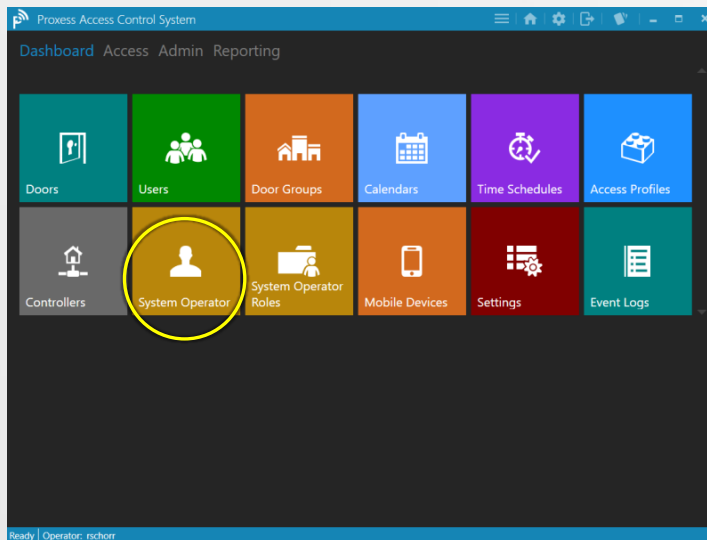 Proxess Access Control System
Dashboard Access Admin Reporting
Doors
Users
Door Groups
Calendars
Time Schedules
Access Profiles
Controllers
System Operator
System Operator
Roles
Mobile Devices
Settings
Event Logs
Ready Operator: rschorr